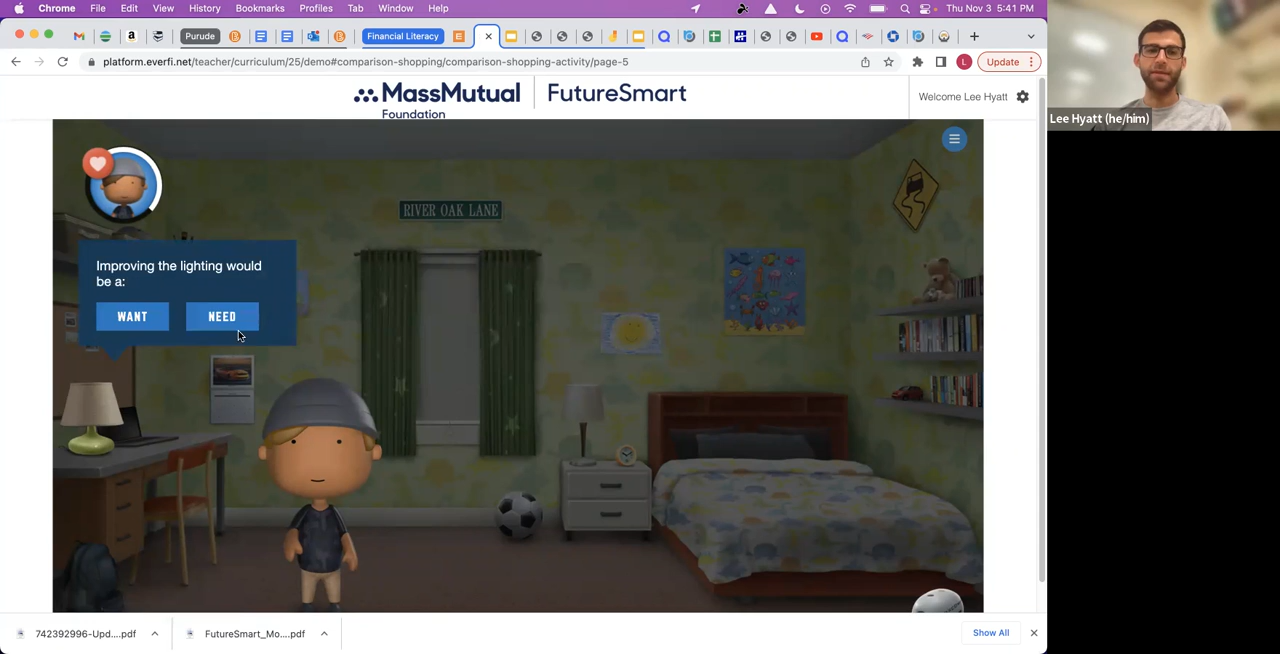 Chrome File Edit View History Bookmarks Profiles Tab Window Help Thu Nov 3 5:41 PM
Purude Financial Literacy
platform.everfi.net/teacher/curriculum/25/demo#comparison-shopping/comparison-shopping-activity/page-5 L Update
MassMutual FutureSmart
Foundation
Welcome Lee Hyatt
Lee Hyatt (he/him)
RIVER OAK LANE
Improving the lighting would
be a:
WANT NEED
742392996-Upd....pdf FutureSmart_Mo....pdf Show All